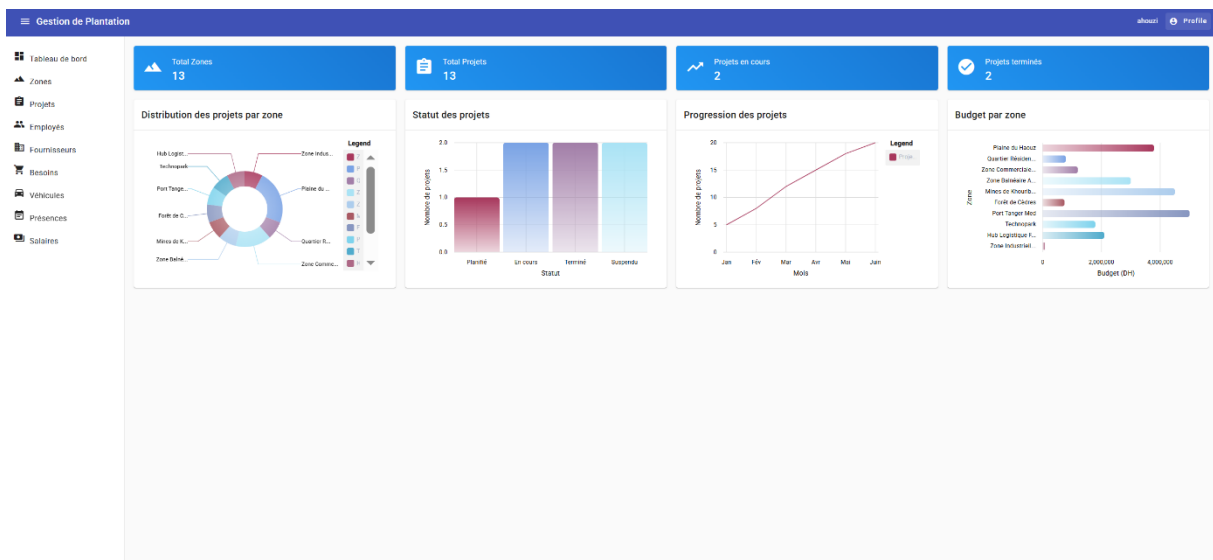 Gestion de Plantation
ahouzi
Profile
Tableau de bord
Zones
Projets
Employés
Fournisseurs
Besoins
Véhicules
Présences
Salaires
Total Zones
13
Total Projets
13
Projets en cours
2
Projets terminés
2
Distribution des projets par zone
Hub Logist...
Technopark
Port Tange...
Forêt de C...
Mines de K...
Zone Balné...
Zone Indus...
Plaine du ...
Quartier R...
Zone Comme...
Legend
Statut des projets
Nombre de projets
2.0
1.5
1.0
0.5
0.0
Planifié
En cours
Terminé
Suspendu
Statut
Progression des projets
Nombre de projets
20
15
10
5
0
Jan
Fév
Mar
Avr
Mai
Juin
Mois
Legend
Proje...
Budget par zone
Zone
Plaine du Haouz
Quartier Résiden...
Zone Commerciale...
Zone Balnéaire A...
Mines de Khourib...
Forêt de Cèdres
Port Tanger Med
Technopark
Hub Logistique F...
Zone Industriell...
0
2,000,000
4,000,000
Budget (DH)